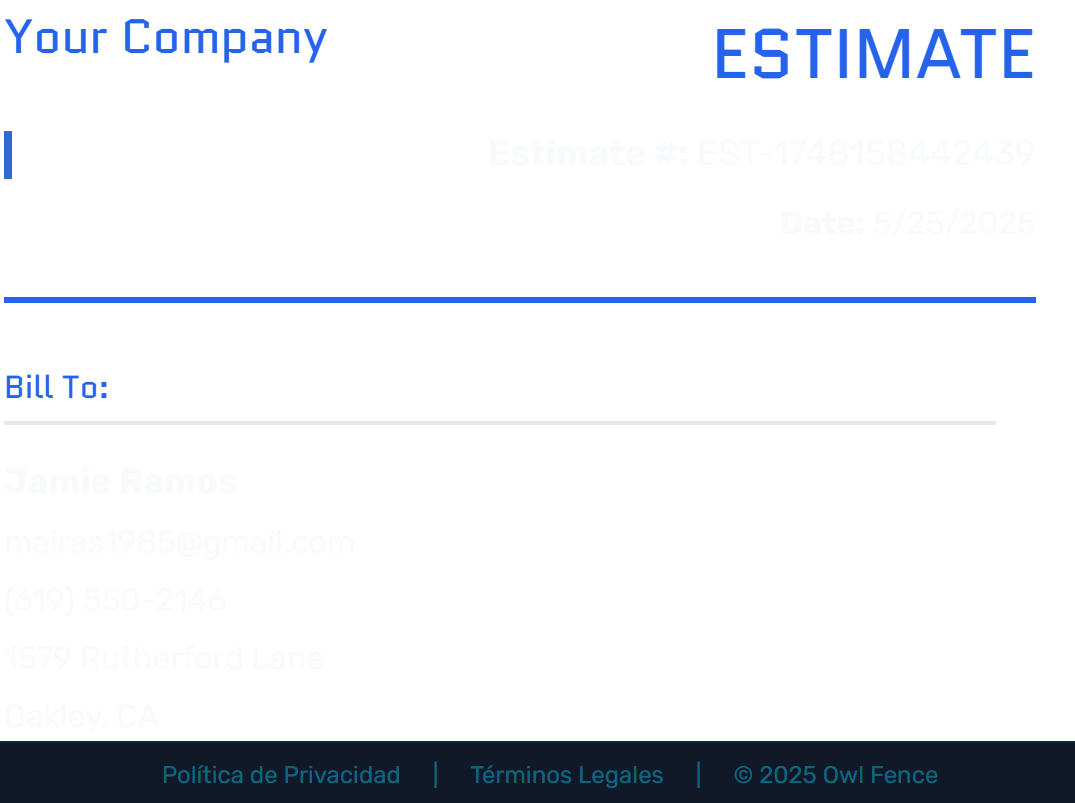 Your Company
ESTIMATE
Estimate #: EST-1748158442439
Date: 5/25/2025
Bill To:
Jamie Ramos
mairas1985@gmail.com
(619) 550-2146
1579 Rutherford Lane
Oakley, CA
Política de Privacidad | Términos Legales | © 2025 Owl Fence